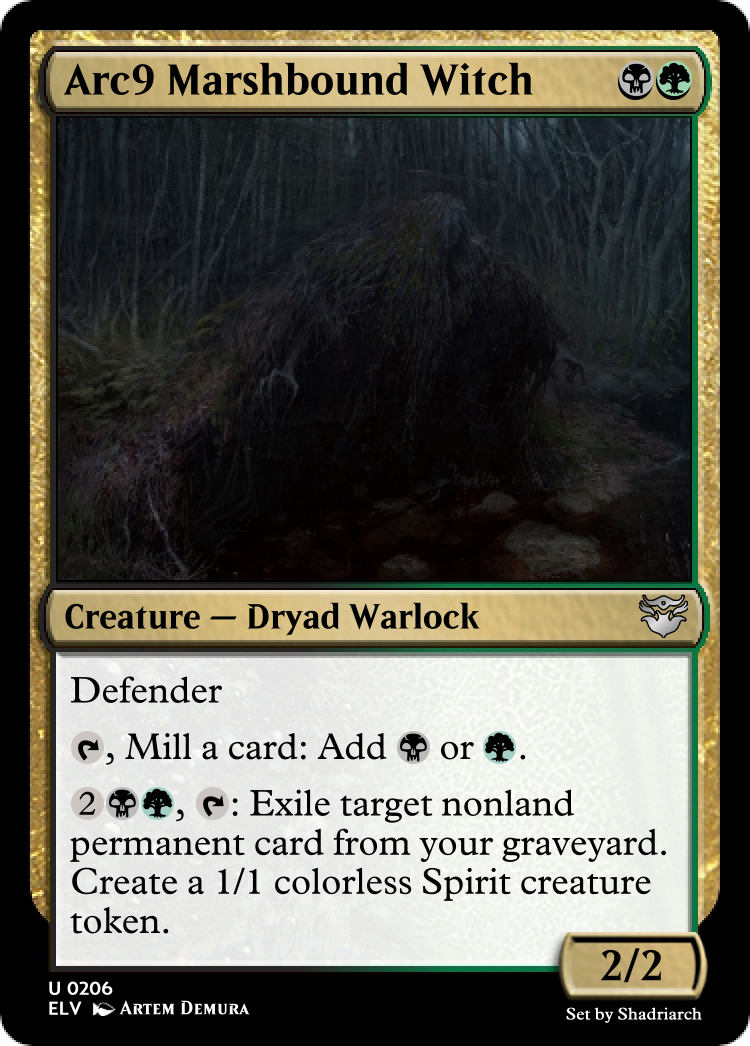 Arc9 Marshbound Witch
Creature — Dryad Warlock
Defender
, Mill a card: Add or .
2 , : Exile target nonland
permanent card from your graveyard.
Create a 1/1 colorless Spirit creature
token.
2/2
U 0206
ELV ARTEM DEMURA
Set by Shadriarch